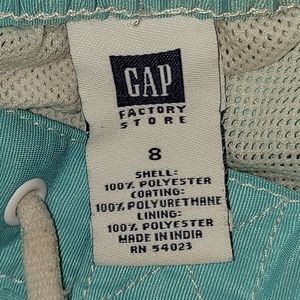 GAP
FACTORY
STORE
8
SHELL:
100% POLYESTER
COATING:
100% POLYURETHANE
LINING:
100% POLYESTER
MADE IN INDIA
RN 54023